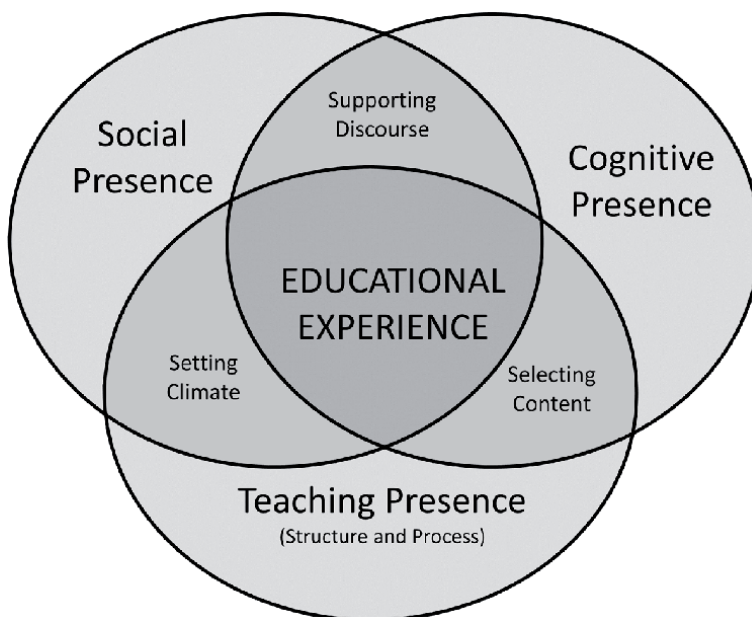 Supporting
Discourse
Social
Presence
Cognitive
Presence
EDUCATIONAL
EXPERIENCE
Setting
Climate
Selecting
Content
Teaching Presence
(Structure and Process)